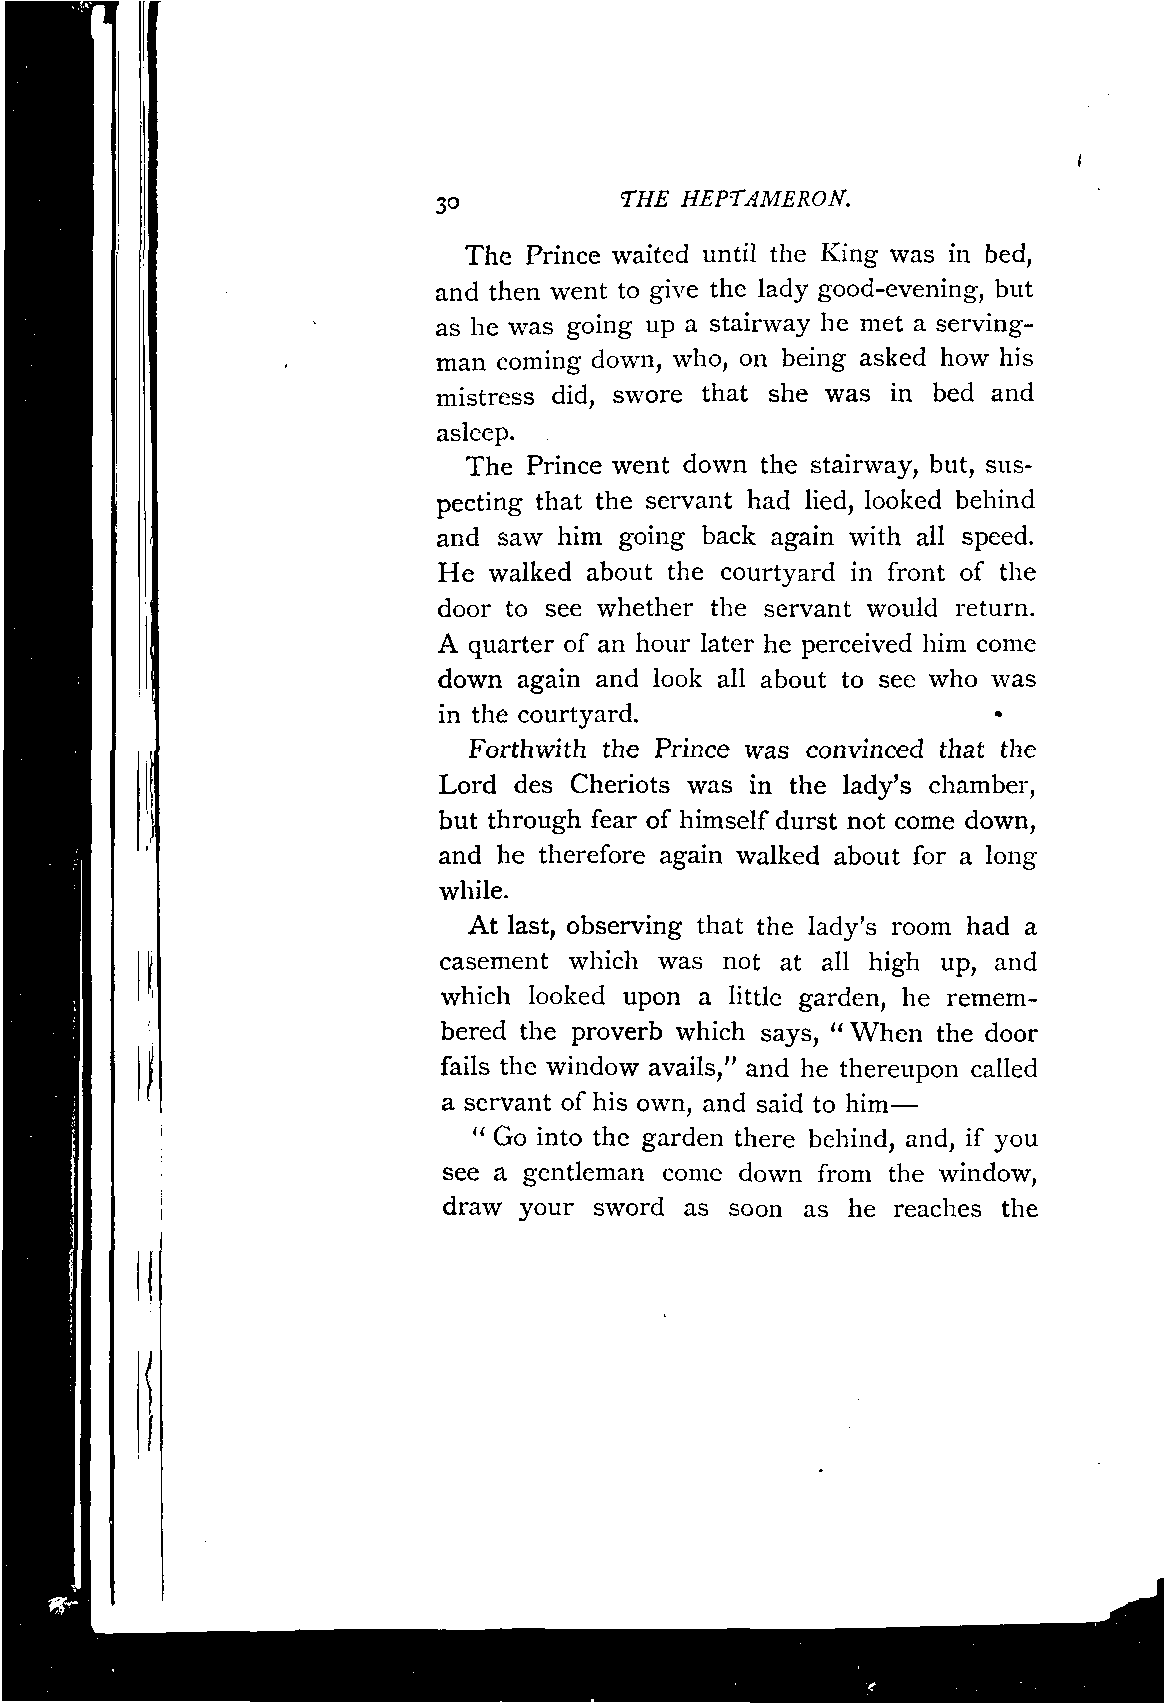 30 THE HEPTAMERON.
The Prince waited until the King was in bed,
and then went to give the lady good-evening, but
as he was going up a stairway he met a serving-
man coming down, who, on being asked how his
mistress did, swore that she was in bed and
asleep.
The Prince went down the stairway, but, sus-
pecting that the servant had lied, looked behind
and saw him going back again with all speed.
He walked about the courtyard in front of the
door to see whether the servant would return.
A quarter of an hour later he perceived him come
down again and look all about to see who was
in the courtyard.
Forthwith the Prince was convinced that the
Lord des Cheriots was in the lady's chamber,
but through fear of himself durst not come down,
and he therefore again walked about for a long
while.
At last, observing that the lady's room had a
casement which was not at all high up, and
which looked upon a little garden, he remem-
bered the proverb which says, "When the door
fails the window avails," and he thereupon called
a servant of his own, and said to him—
"Go into the garden there behind, and, if you
see a gentleman come down from the window,
draw your sword as soon as he reaches the